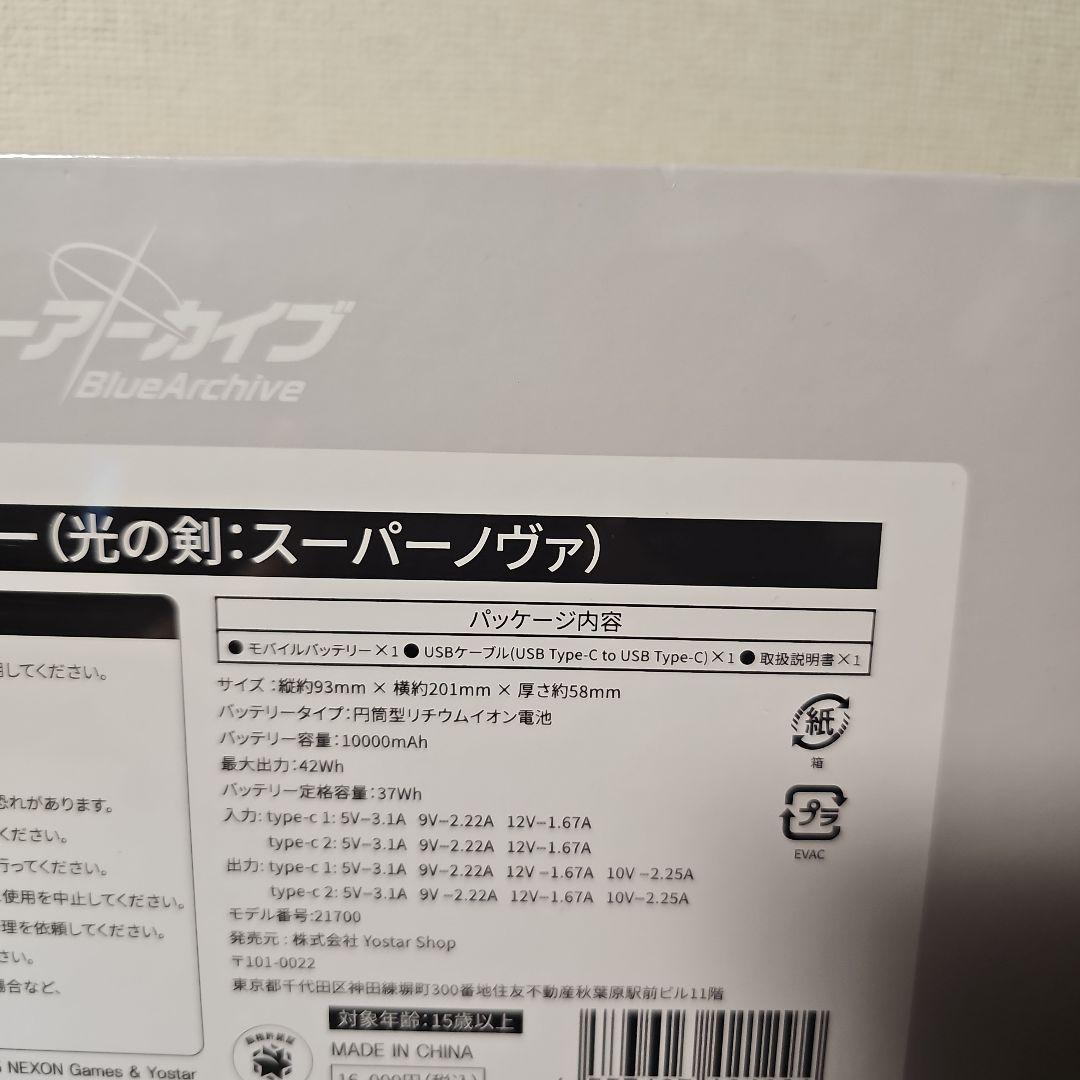 ーアーカイブ
BlueArchive
ー(光の剣:スーパーノヴァ)
パッケージ内容
●モバイルバッテリー×1 ●USBケーブル(USB Type-C to USB Type-C)×1 ●取扱説明書×1
サイズ:縦約93mm × 横約201mm × 厚さ約58mm
バッテリータイプ:円筒型リチウムイオン電池
バッテリー容量:10000mAh
最大出力:42Wh
バッテリー定格容量:37Wh
入力: type-c 1: 5V−3.1A 9V−2.22A 12V−1.67A
type-c 2: 5V−3.1A 9V−2.22A 12V−1.67A
出力: type-c 1: 5V−3.1A 9V−2.22A 12V−1.67A 10V−2.25A
type-c 2: 5V−3.1A 9V−2.22A 12V−1.67A 10V−2.25A
モデル番号:21700
発売元:株式会社 Yostar Shop
〒101-0022
東京都千代田区神田練塀町300番地住友不動産秋葉原駅前ビル11階
対象年齢:15歳以上
MADE IN CHINA
紙
箱
プラ
EVAC
用してください。
恐れがあります。
ください。
行ってください。
使用を中止してください。
理を依頼してください。
さい。
場合など、
NEXON Games & Yostar